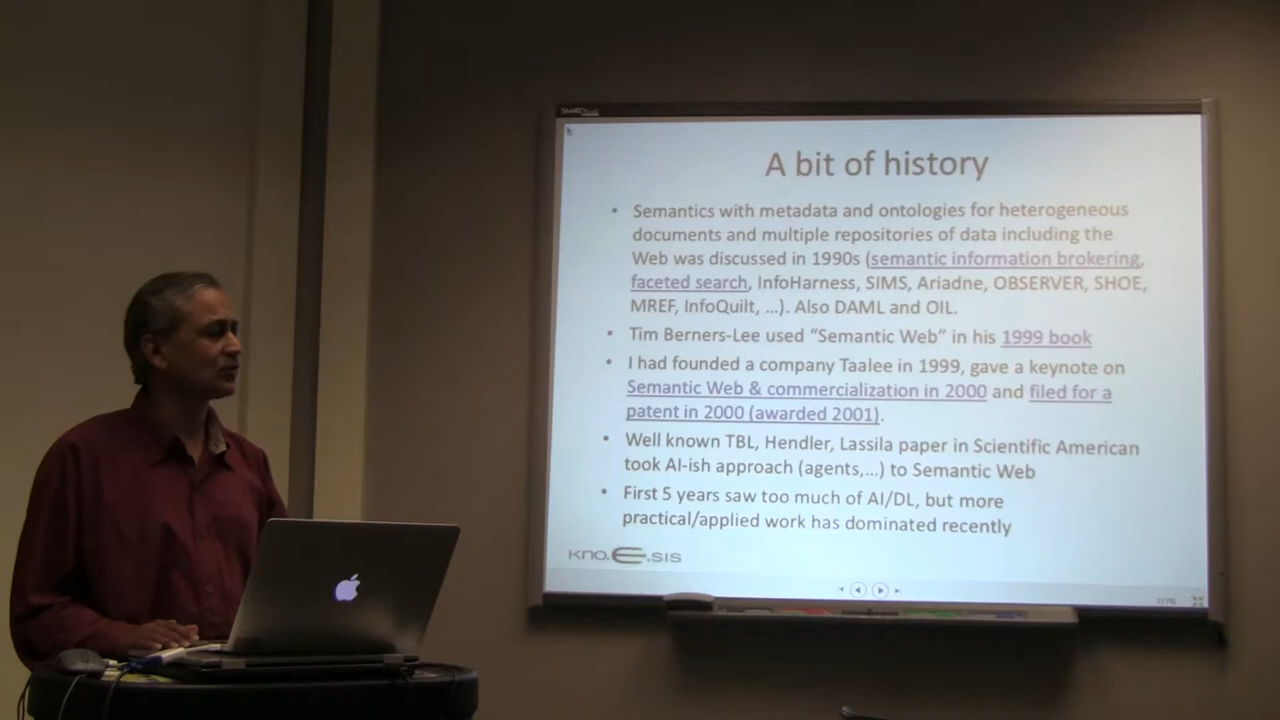 SMART
A bit of history
• Semantics with metadata and ontologies for heterogeneous
documents and multiple repositories of data including the
Web was discussed in 1990s (semantic information brokering,
faceted search, InfoHarness, SIMS, Ariadne, OBSERVER, SHOE,
MREF, InfoQuilt, ...). Also DAML and OIL.
• Tim Berners-Lee used “Semantic Web” in his 1999 book
• I had founded a company Taalee in 1999, gave a keynote on
Semantic Web & commercialization in 2000 and filed for a
patent in 2000 (awarded 2001).
• Well known TBL, Hendler, Lassila paper in Scientific American
took AI-ish approach (agents,...) to Semantic Web
• First 5 years saw too much of AI/DL, but more
practical/applied work has dominated recently
kno.e.sis